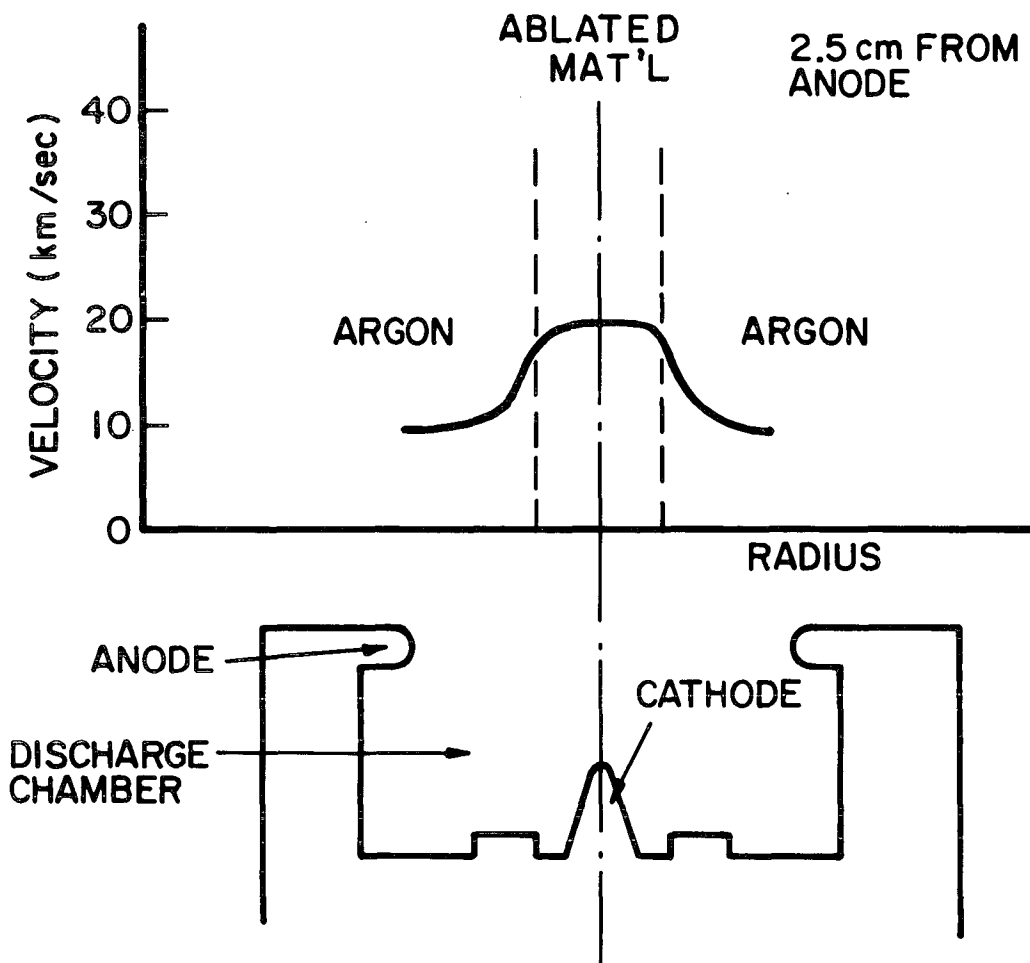 ABLATED
MAT'L
2.5 cm FROM
ANODE
VELOCITY (km/sec)
40
30
20
10
0
ARGON
ARGON
RADIUS
ANODE
CATHODE
DISCHARGE
CHAMBER